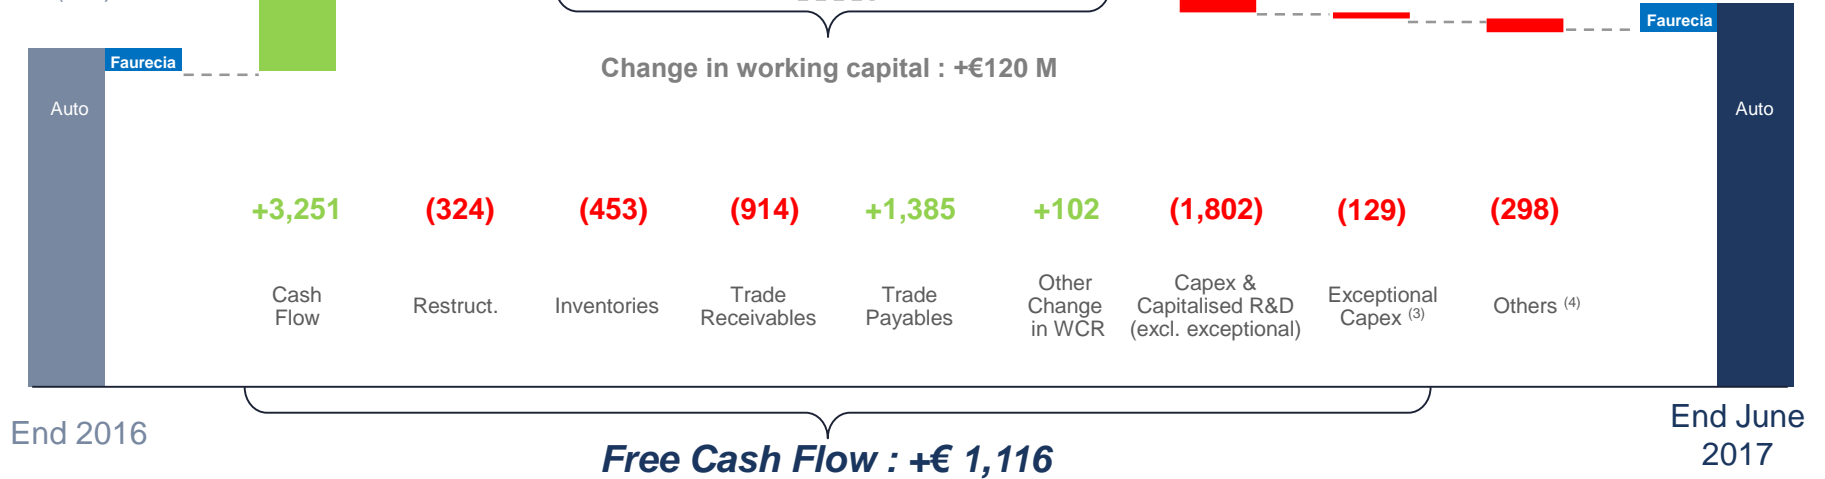 Faurecia
Faurecia
Change in working capital : +€120 M
Auto
Auto
+3,251
(324)
(453)
(914)
+1,385
+102
(1,802)
(129)
(298)
Cash
Flow
Restruct.
Inventories
Trade
Receivables
Trade
Payables
Other
Change
in WCR
Capex &
Capitalised R&D
(excl. exceptional)
Exceptional
Capex (3)
Others (4)
End 2016
Free Cash Flow : +€ 1,116
End June
2017